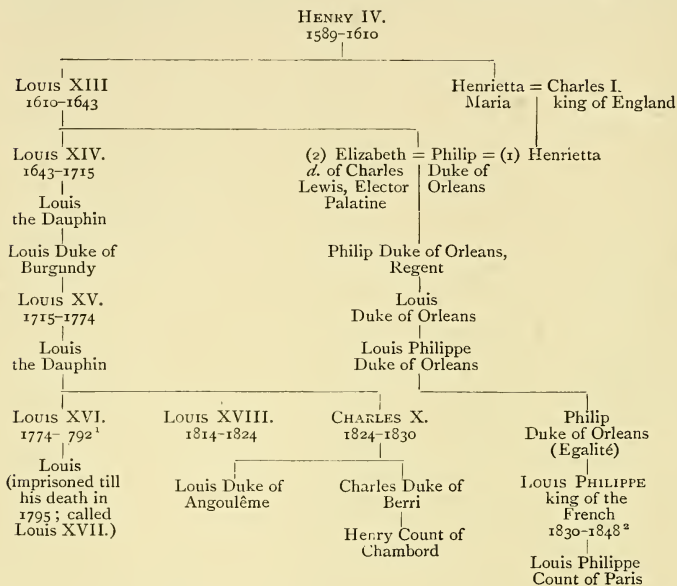 HENRY IV.
1589-1610
LOUIS XIII
1610-1643
Henrietta = Charles I.
Maria king of England
LOUIS XIV.
1643-1715
(2) Elizabeth = Philip = (1) Henrietta
d. of Charles Duke of
Lewis, Elector Orleans
Palatine
Louis
the Dauphin
Louis Duke of
Burgundy
Philip Duke of Orleans,
Regent
LOUIS XV.
1715-1774
Louis
Duke of Orleans
Louis
the Dauphin
Louis Philippe
Duke of Orleans
LOUIS XVI.
1774- 792¹
LOUIS XVIII.
1814-1824
CHARLES X.
1824-1830
Philip
Duke of Orleans
(Egalité)
Louis
(imprisoned till
his death in
1795; called
Louis XVII.)
Louis Duke of
Angoulême
Charles Duke of
Berri
Henry Count of
Chambord
LOUIS PHILIPPE
king of the
French
1830-1848²
Louis Philippe
Count of Paris